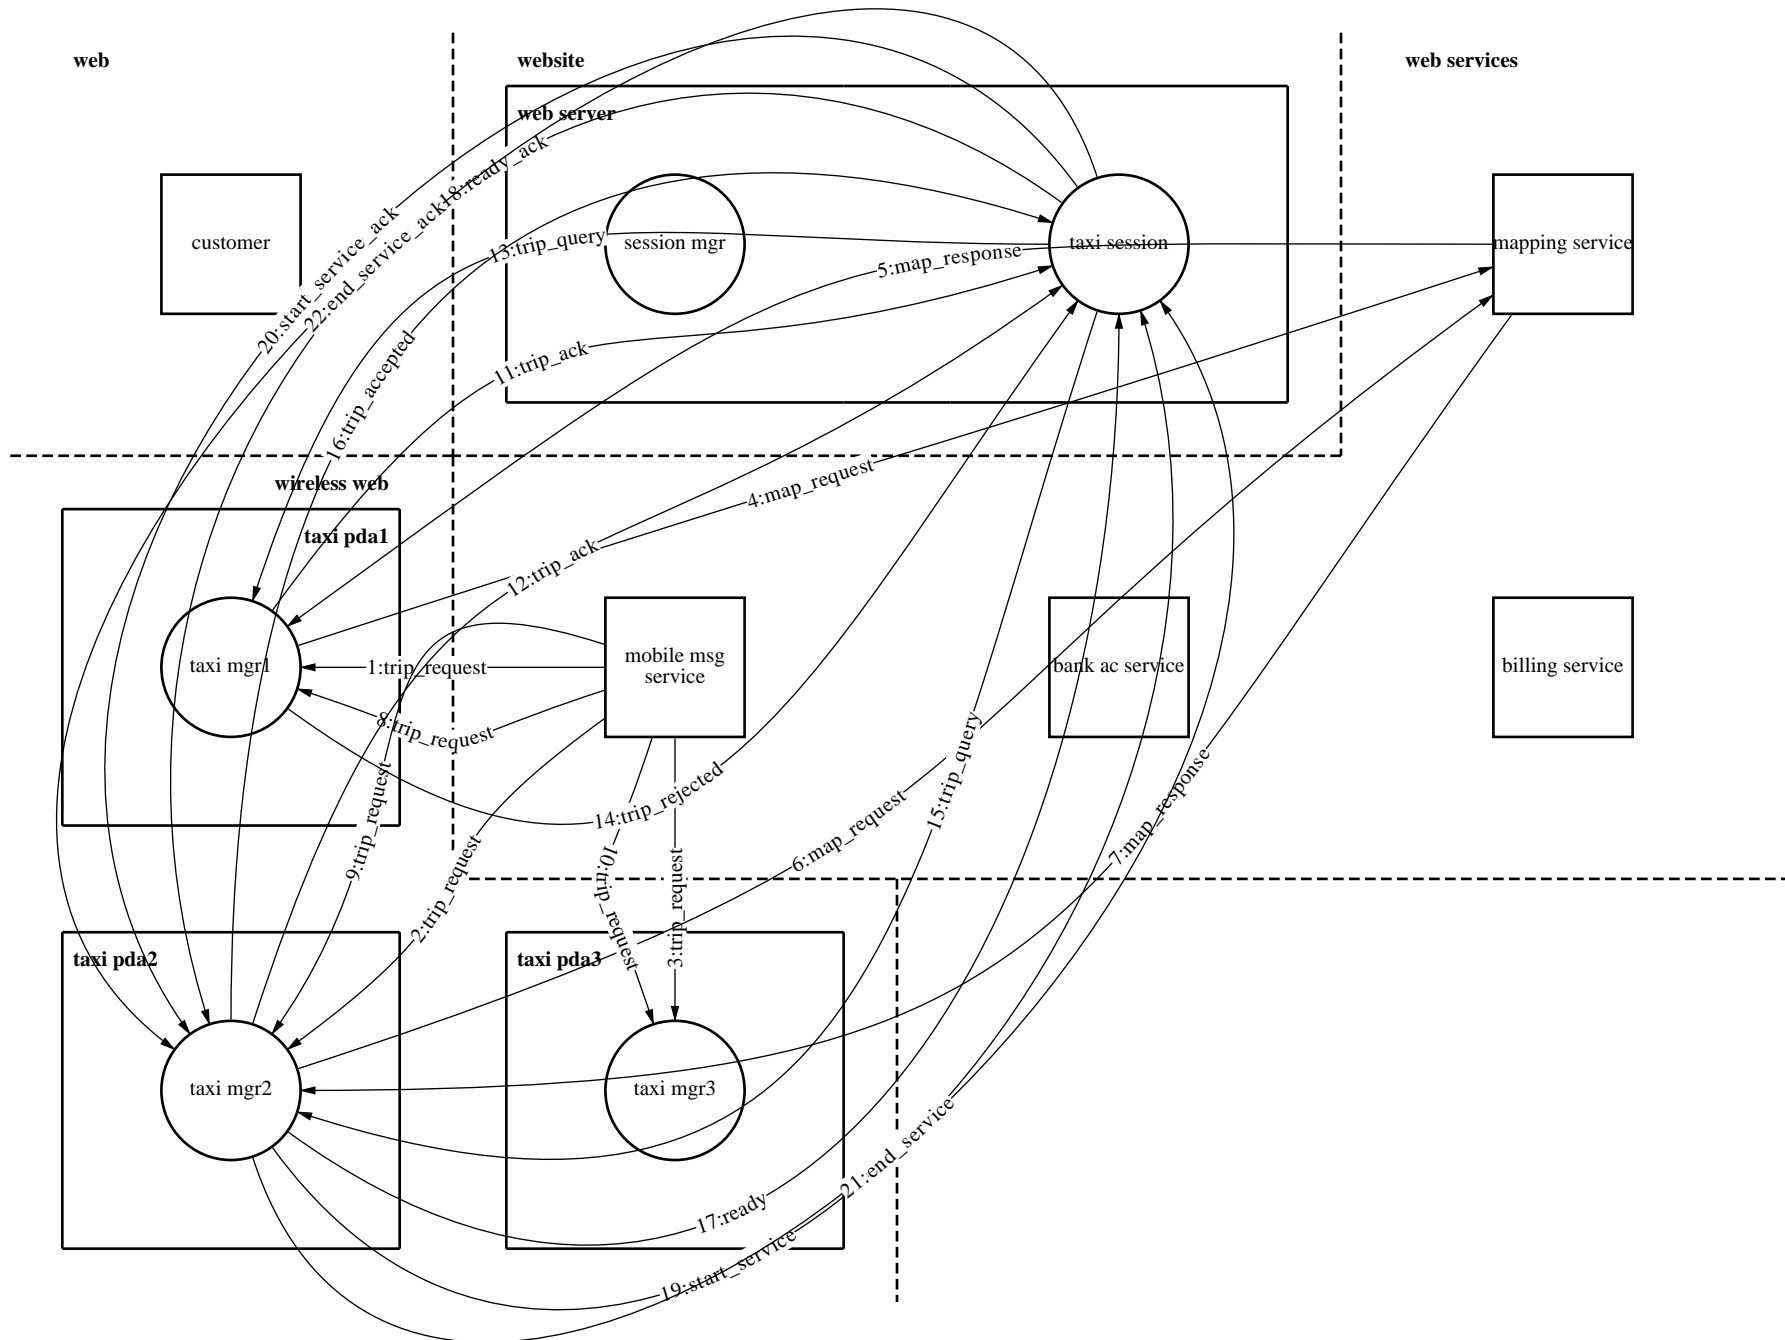 web
website
web services
web server
18:ready_ack
20:start_service_ack
22:end_service_ack
customer
13:trip_query
session mgr
5:map_response
taxi session
mapping service
16:trip_accepted
11:trip_ack
wireless web
4:map_request
taxi pda1
12:trip_ack
taxi mgr1
1:trip_request
mobile msg
service
bank ac service
billing service
8:trip_request
9:trip_request
14:trip_rejected
15:trip_query
7:map_response
2:trip_request
10:trip_request
3:trip_request
6:map_request
taxi pda2
taxi pda3
taxi mgr2
taxi mgr3
17:ready
21:end_service
19:start_service